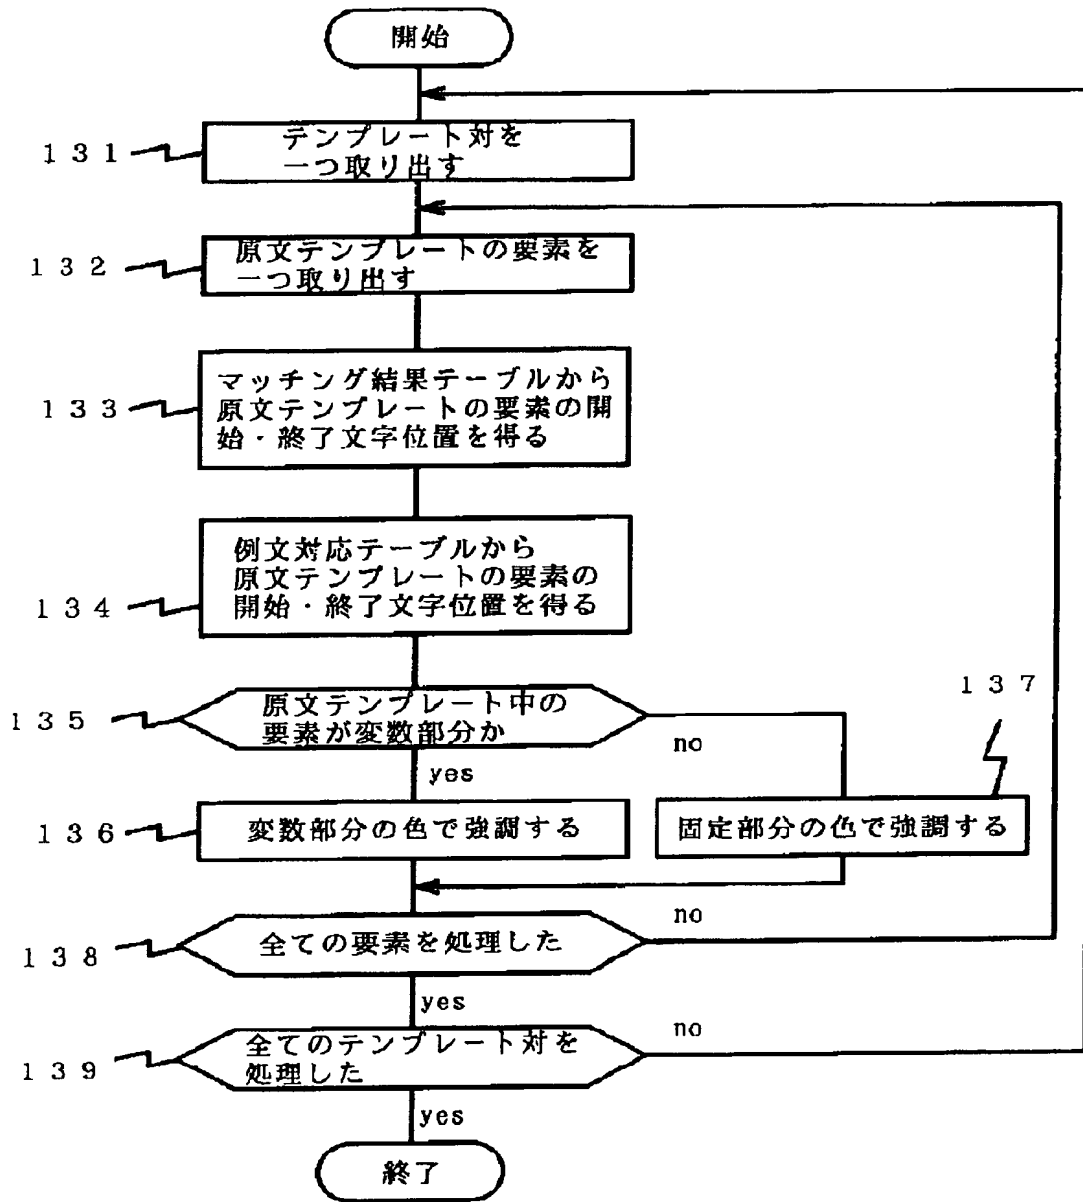 開始
131
テンプレート対を
一つ取り出す
132
原文テンプレートの要素を
一つ取り出す
133
マッチング結果テーブルから
原文テンプレートの要素の開
始・終了文字位置を得る
134
例文対応テーブルから
原文テンプレートの要素の
開始・終了文字位置を得る
135
原文テンプレート中の
要素が変数部分か
no
137
yes
136
変数部分の色で強調する
固定部分の色で強調する
138
全ての要素を処理した
no
yes
139
全てのテンプレート対を
処理した
no
yes
終了